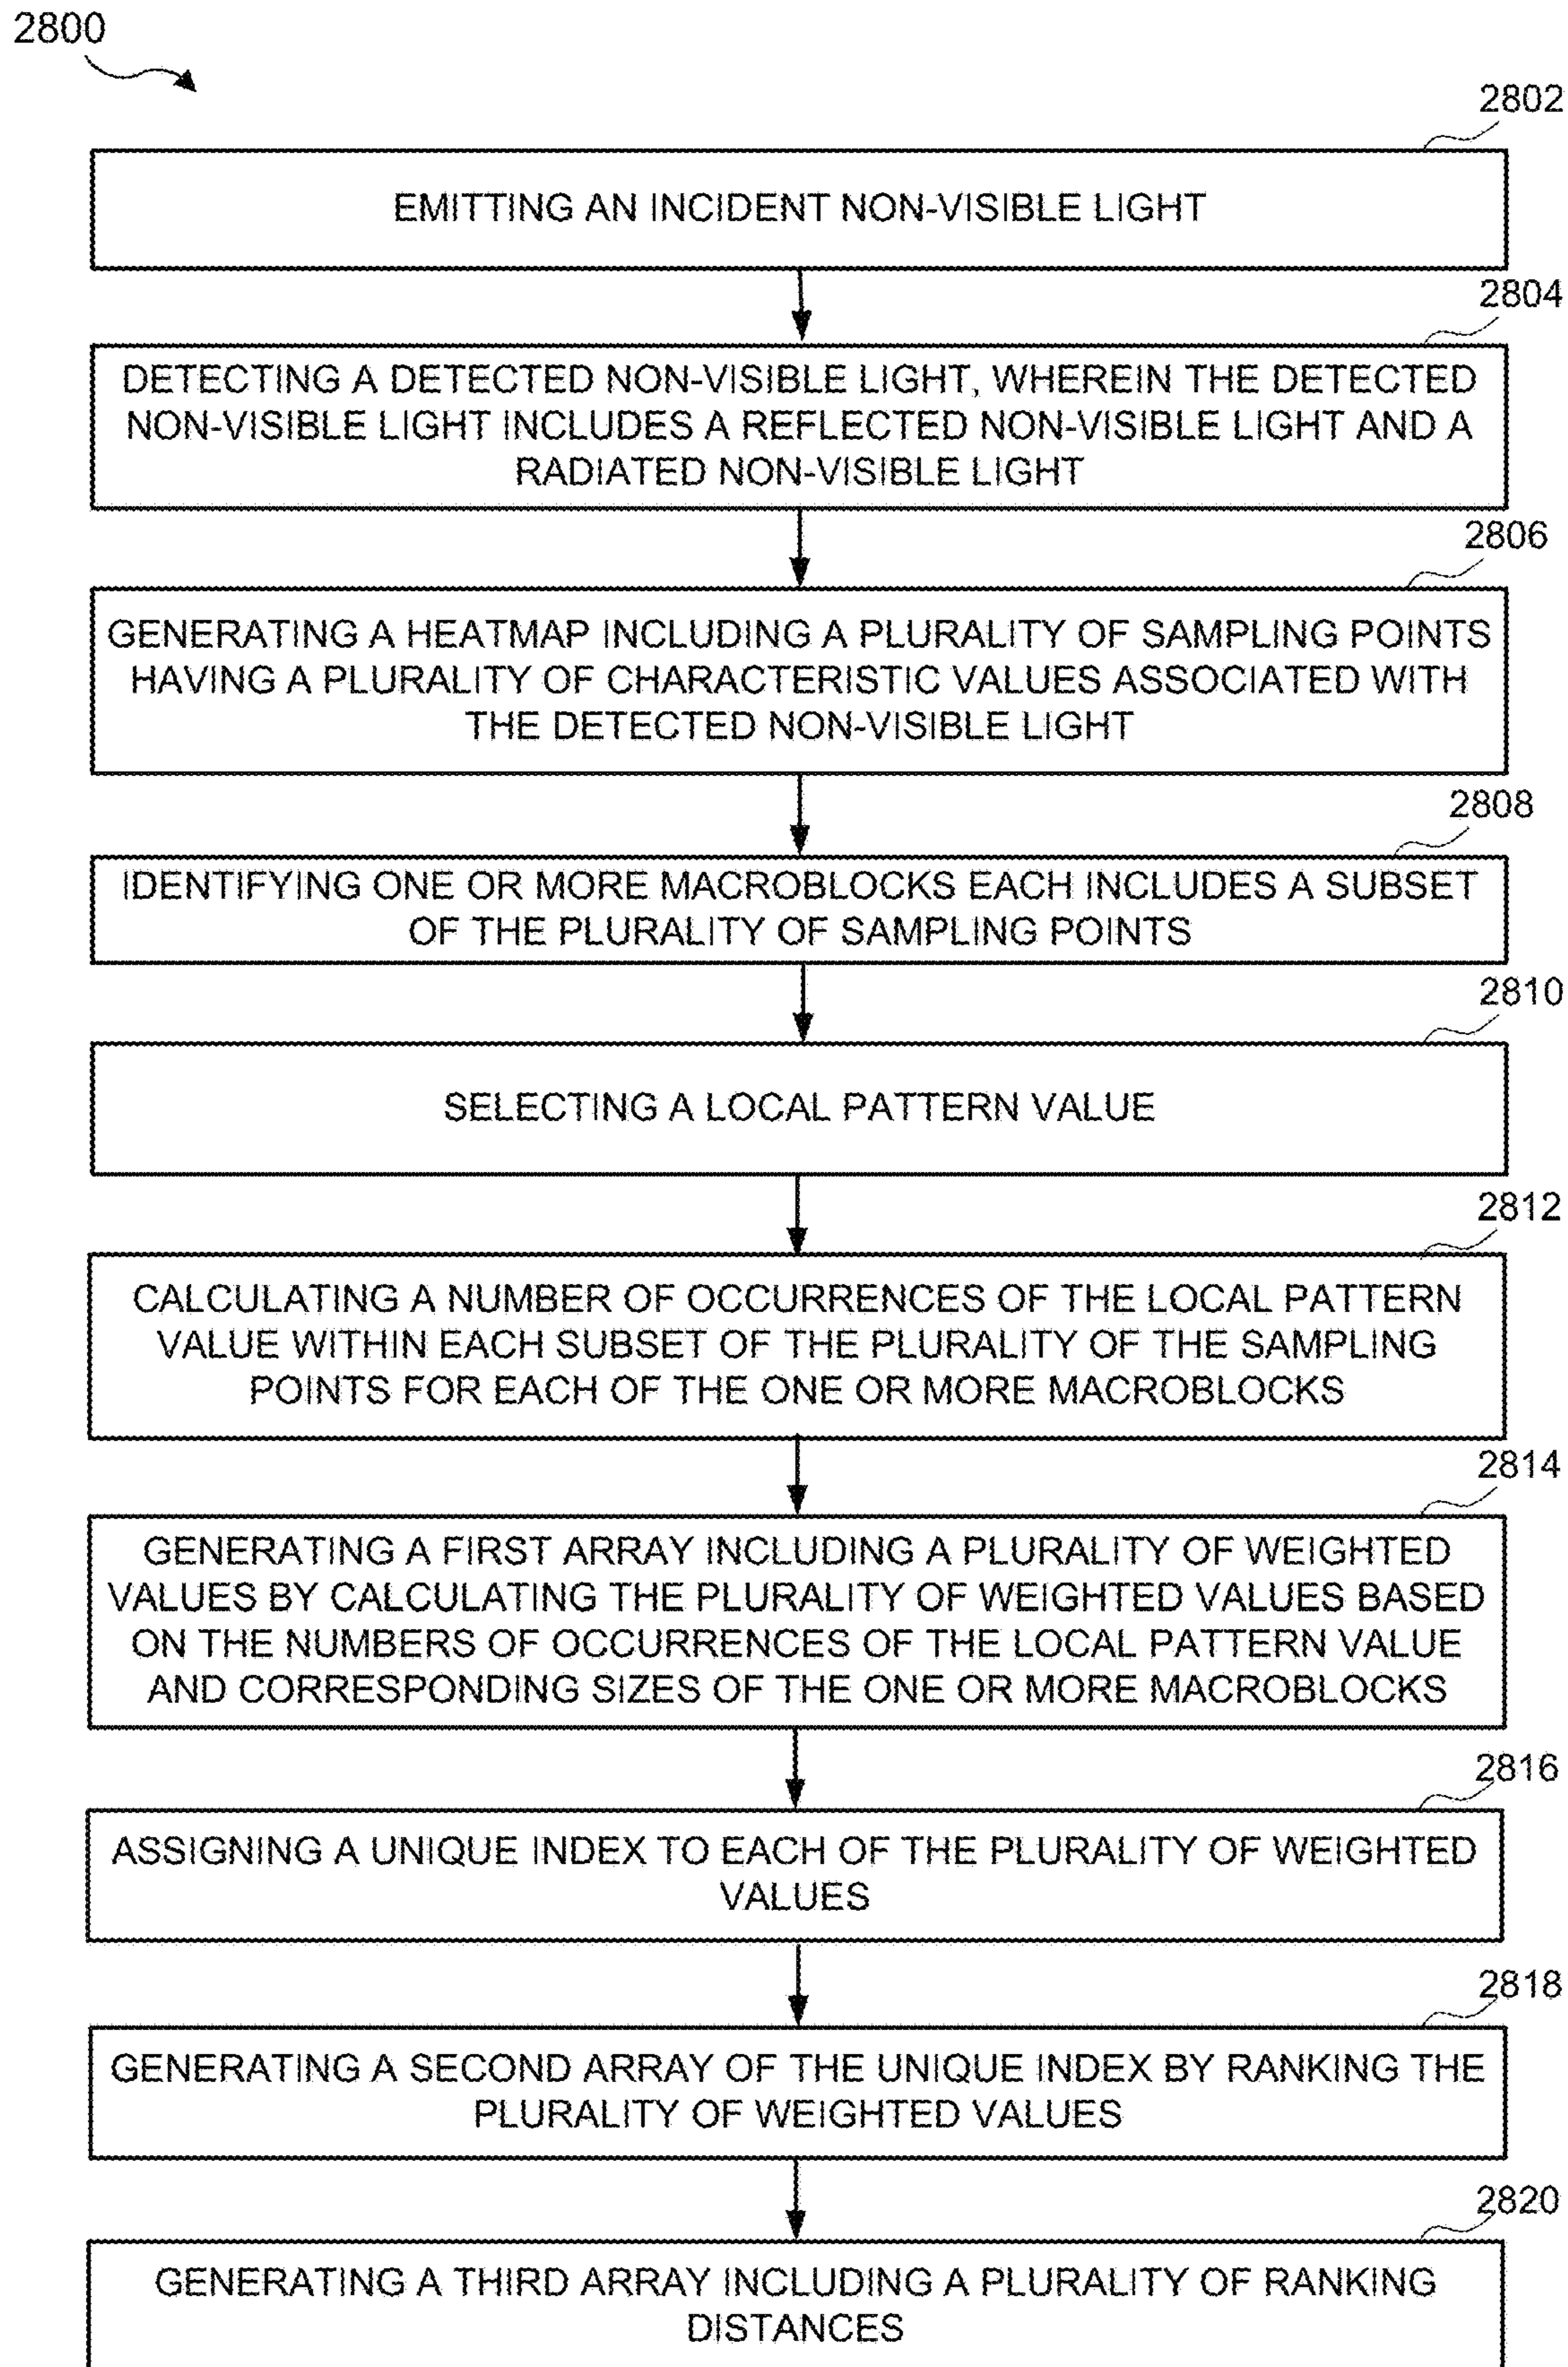 2800
2802
EMITTING AN INCIDENT NON-VISIBLE LIGHT
2804
DETECTING A DETECTED NON-VISIBLE LIGHT, WHEREIN THE DETECTED
NON-VISIBLE LIGHT INCLUDES A REFLECTED NON-VISIBLE LIGHT AND A
RADIATED NON-VISIBLE LIGHT
2806
GENERATING A HEATMAP INCLUDING A PLURALITY OF SAMPLING POINTS
HAVING A PLURALITY OF CHARACTERISTIC VALUES ASSOCIATED WITH
THE DETECTED NON-VISIBLE LIGHT
2808
IDENTIFYING ONE OR MORE MACROBLOCKS EACH INCLUDES A SUBSET
OF THE PLURALITY OF SAMPLING POINTS
2810
SELECTING A LOCAL PATTERN VALUE
2812
CALCULATING A NUMBER OF OCCURRENCES OF THE LOCAL PATTERN
VALUE WITHIN EACH SUBSET OF THE PLURALITY OF THE SAMPLING
POINTS FOR EACH OF THE ONE OR MORE MACROBLOCKS
2814
GENERATING A FIRST ARRAY INCLUDING A PLURALITY OF WEIGHTED
VALUES BY CALCULATING THE PLURALITY OF WEIGHTED VALUES BASED
ON THE NUMBERS OF OCCURRENCES OF THE LOCAL PATTERN VALUE
AND CORRESPONDING SIZES OF THE ONE OR MORE MACROBLOCKS
2816
ASSIGNING A UNIQUE INDEX TO EACH OF THE PLURALITY OF WEIGHTED
VALUES
2818
GENERATING A SECOND ARRAY OF THE UNIQUE INDEX BY RANKING THE
PLURALITY OF WEIGHTED VALUES
2820
GENERATING A THIRD ARRAY INCLUDING A PLURALITY OF RANKING
DISTANCES